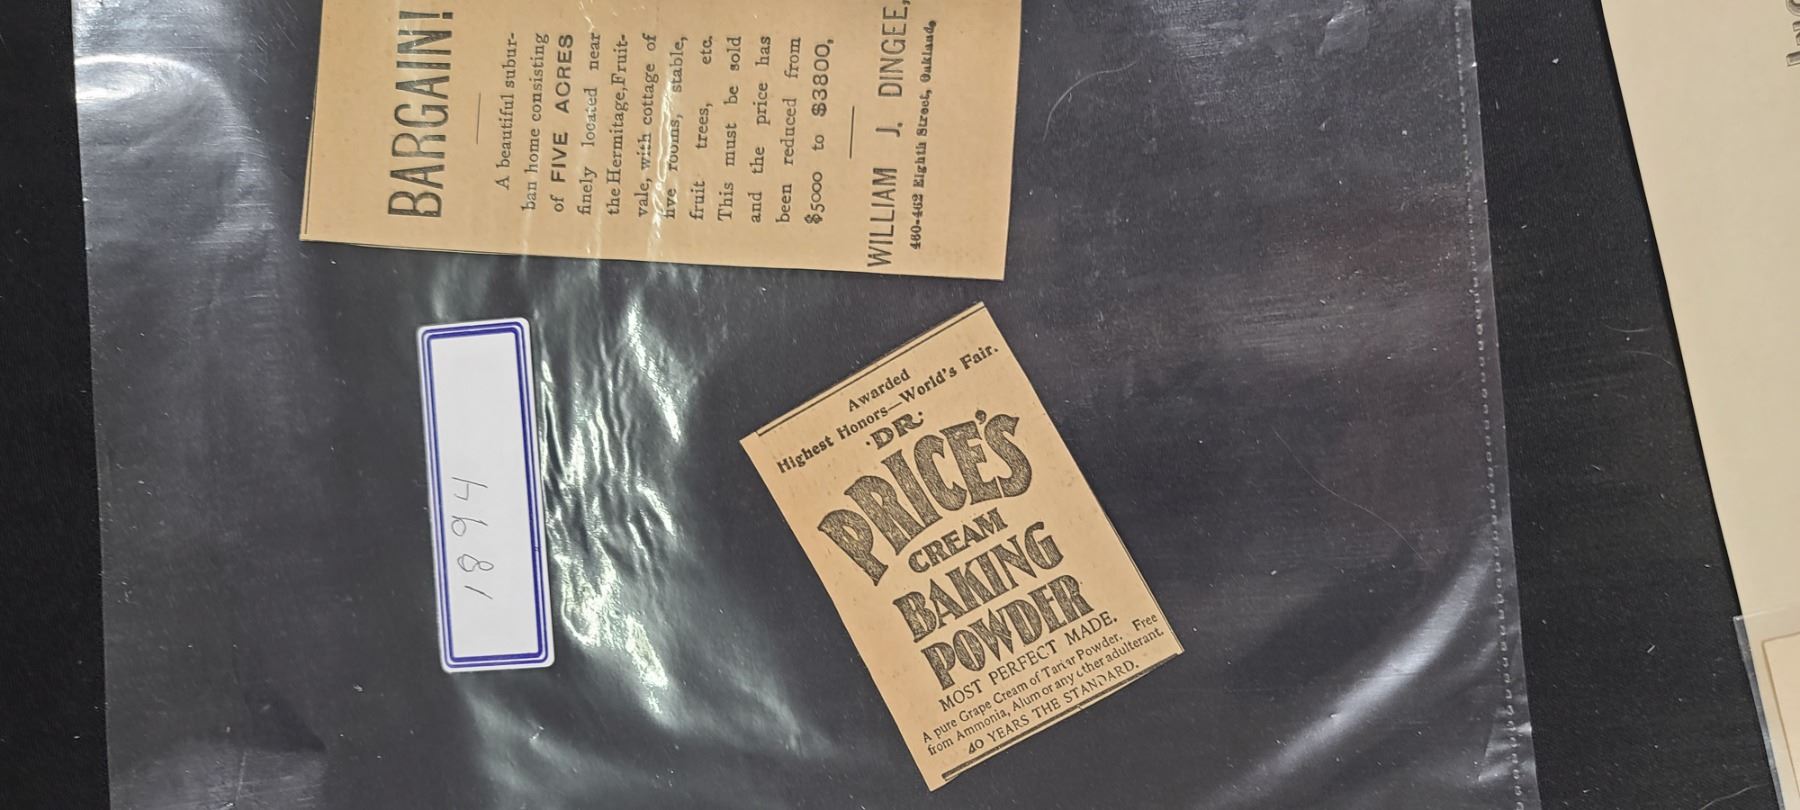 BARGAIN!
A beautiful subur-
ban home consisting
of FIVE ACRES
finely located near
the Hermitage, Fruit-
vale, with cottage of
five rooms, stable,
fruit trees, etc.
This must be sold
and the price has
been reduced from
$5000 to $3800,
WILLIAM J. DINGEE,
460-462 Eighth Street, Oakland,
1894
Awarded
Highest Honors—World's Fair.
·DR·
PRICE'S
CREAM
BAKING
POWDER
MOST PERFECT MADE.
A pure Grape Cream of Tartar Powder. Free
from Ammonia, Alum or any other adulterant.
40 YEARS THE STANDARD.